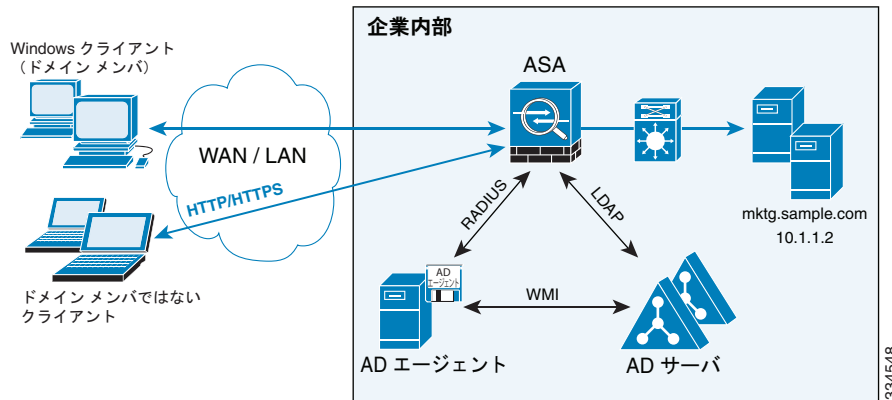 企業内部
Windows クライアント
（ドメイン メンバ）
ASA
WAN / LAN
HTTP/HTTPS
RADIUS
LDAP
mktg.sample.com
10.1.1.2
ドメイン メンバではない
クライアント
AD
エージェント
WMI
AD エージェント
AD サーバ
334548